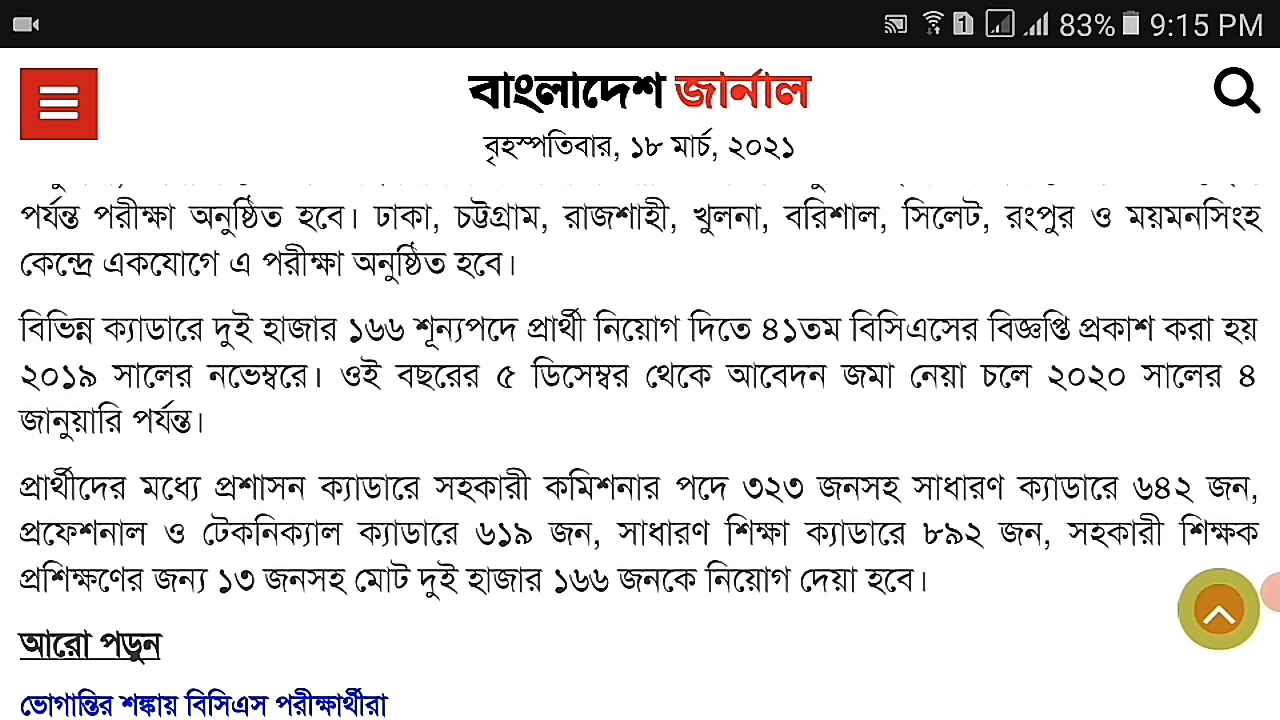 83% 9:15 PM
বাংলাদেশ জার্নাল
বৃহস্পতিবার, ১৮ মার্চ, ২০২১
পর্যন্ত পরীক্ষা অনুষ্ঠিত হবে। ঢাকা, চট্টগ্রাম, রাজশাহী, খুলনা, বরিশাল, সিলেট, রংপুর ও ময়মনসিংহ
কেন্দ্রে একযোগে এ পরীক্ষা অনুষ্ঠিত হবে।
বিভিন্ন ক্যাডারে দুই হাজার ১৬৬ শূন্যপদে প্রার্থী নিয়োগ দিতে ৪১তম বিসিএসের বিজ্ঞপ্তি প্রকাশ করা হয়
২০১৯ সালের নভেম্বরে। ওই বছরের ৫ ডিসেম্বর থেকে আবেদন জমা নেয়া চলে ২০২০ সালের ৪
জানুয়ারি পর্যন্ত।
প্রার্থীদের মধ্যে প্রশাসন ক্যাডারে সহকারী কমিশনার পদে ৩২৩ জনসহ সাধারণ ক্যাডারে ৬৪২ জন,
প্রফেশনাল ও টেকনিক্যাল ক্যাডারে ৬১৯ জন, সাধারণ শিক্ষা ক্যাডারে ৮৯২ জন, সহকারী শিক্ষক
প্রশিক্ষণের জন্য ১৩ জনসহ মোট দুই হাজার ১৬৬ জনকে নিয়োগ দেয়া হবে।
আরো পড়ুন
ভোগান্তির শঙ্কায় বিসিএস পরীক্ষার্থীরা